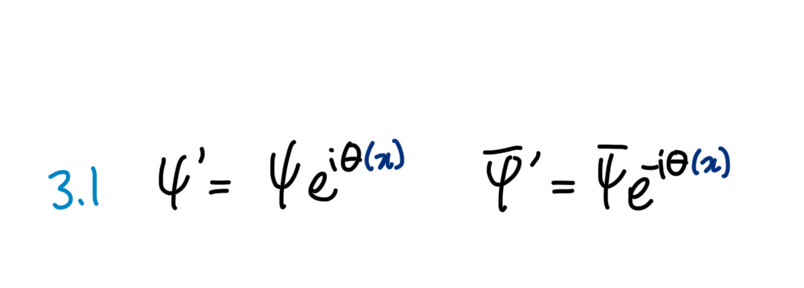 3.1 ψ' = ψe^{iθ(x)} ψ̄' = ψ̄e^{-iθ(x)}